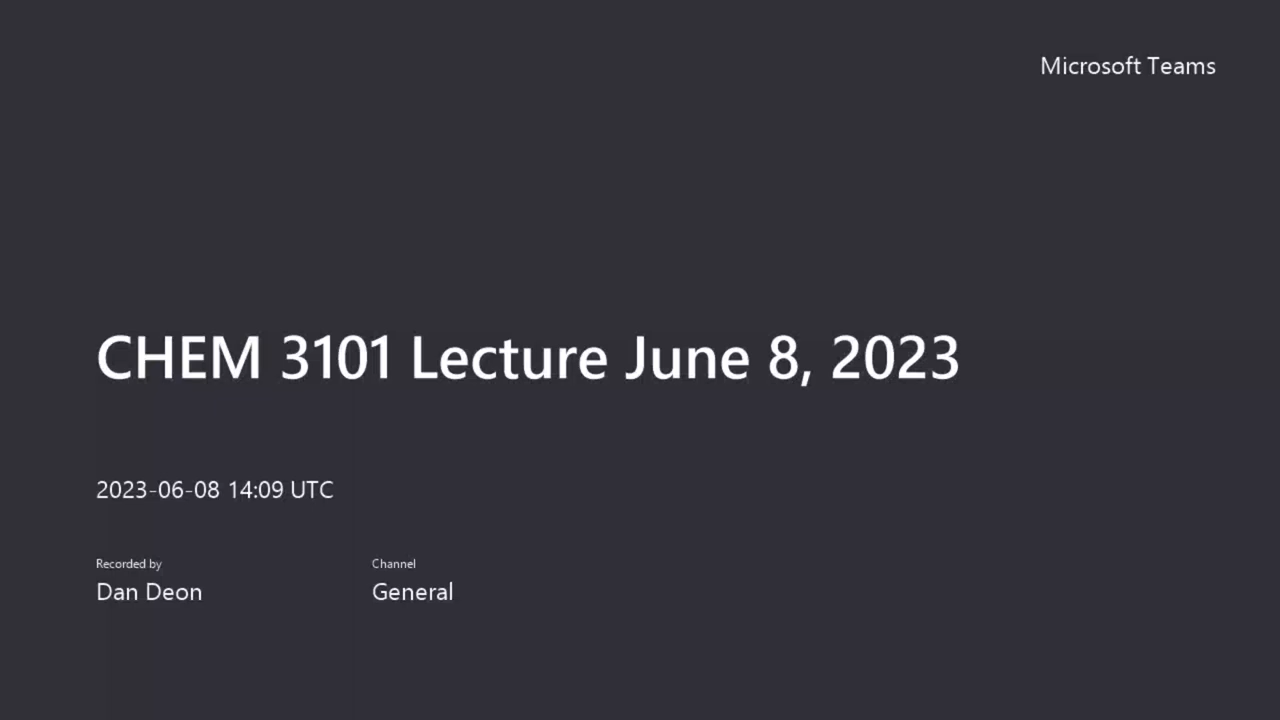 Microsoft Teams
CHEM 3101 Lecture June 8, 2023
2023-06-08 14:09 UTC
Recorded by
Dan Deon
Channel
General